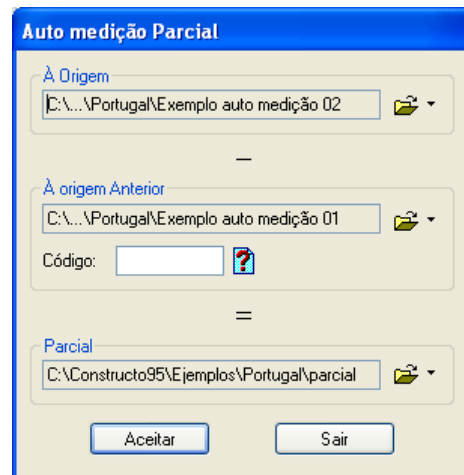 Auto medição Parcial
À Origem
C:\...\Portugal\Exemplo auto medição 02
–
À origem Anterior
C:\...\Portugal\Exemplo auto medição 01
Código:
?
=
Parcial
C:\Constructo95\Ejemplos\Portugal\parcial
Aceitar Sair